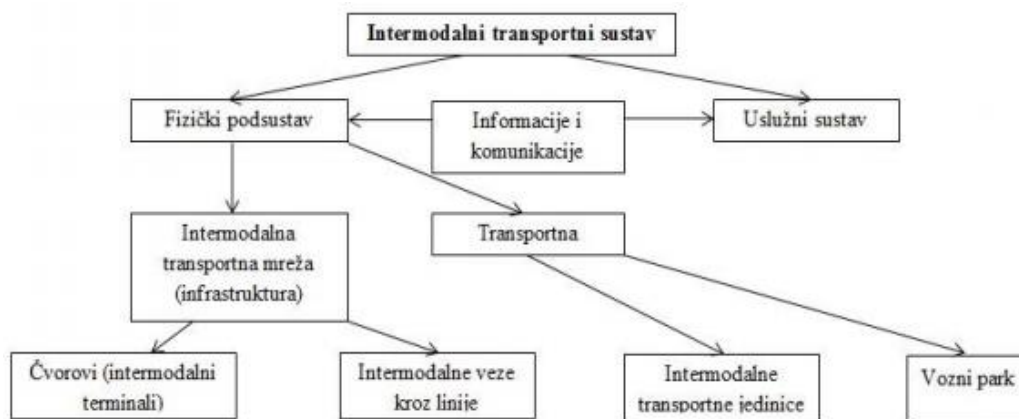 Intermodalni transportni sustav
Fizički podsustav
Informacije i
komunikacije
Uslužni sustav
Intermodalna
transportna mreža
(infrastruktura)
Transportna
Čvorovi (intermodalni
terminali)
Intermodalne veze
kroz linije
Intermodalne
transportne jedinice
Vozni park